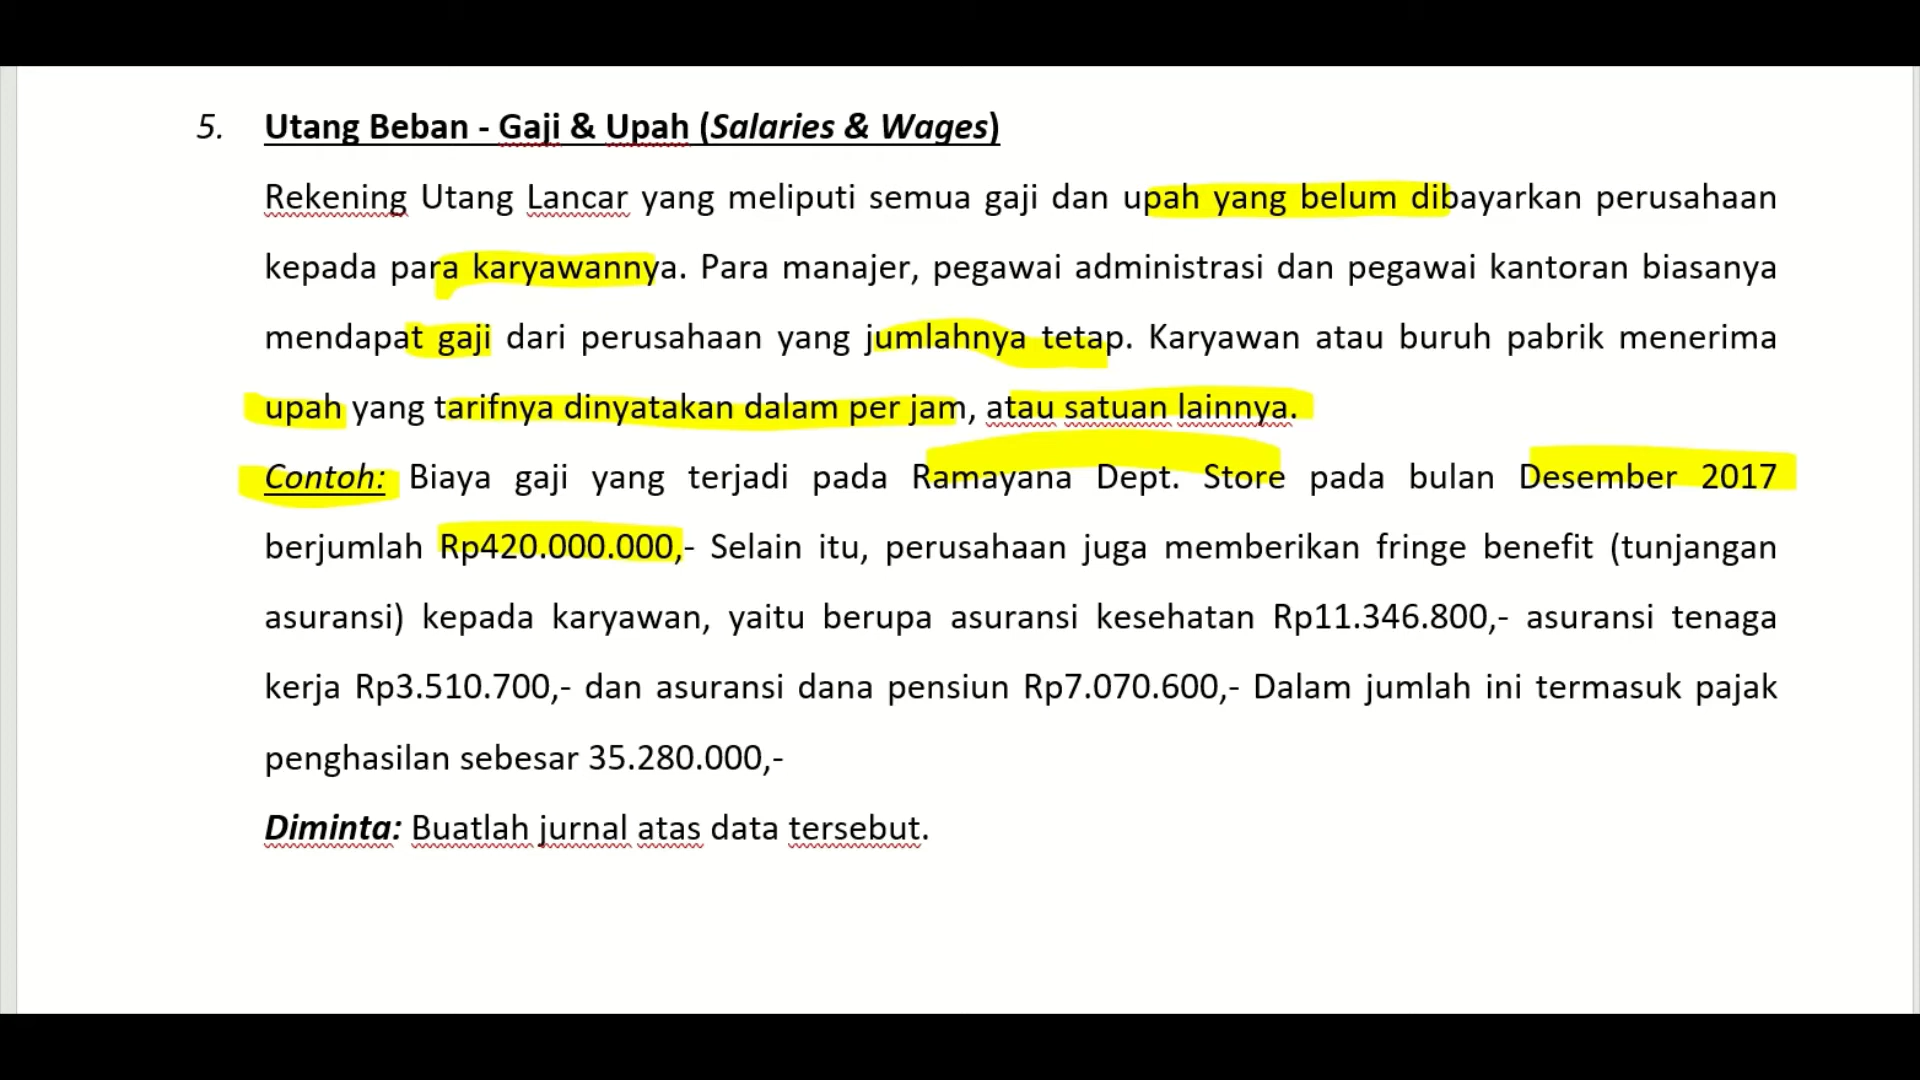 5. Utang Beban - Gaji & Upah (Salaries & Wages)
Rekening Utang Lancar yang meliputi semua gaji dan upah yang belum dibayarkan perusahaan
kepada para karyawannya. Para manajer, pegawai administrasi dan pegawai kantoran biasanya
mendapat gaji dari perusahaan yang jumlahnya tetap. Karyawan atau buruh pabrik menerima
upah yang tarifnya dinyatakan dalam per jam, atau satuan lainnya.
Contoh: Biaya gaji yang terjadi pada Ramayana Dept. Store pada bulan Desember 2017
berjumlah Rp420.000.000,- Selain itu, perusahaan juga memberikan fringe benefit (tunjangan
asuransi) kepada karyawan, yaitu berupa asuransi kesehatan Rp11.346.800,- asuransi tenaga
kerja Rp3.510.700,- dan asuransi dana pensiun Rp7.070.600,- Dalam jumlah ini termasuk pajak
penghasilan sebesar 35.280.000,-
Diminta: Buatlah jurnal atas data tersebut.